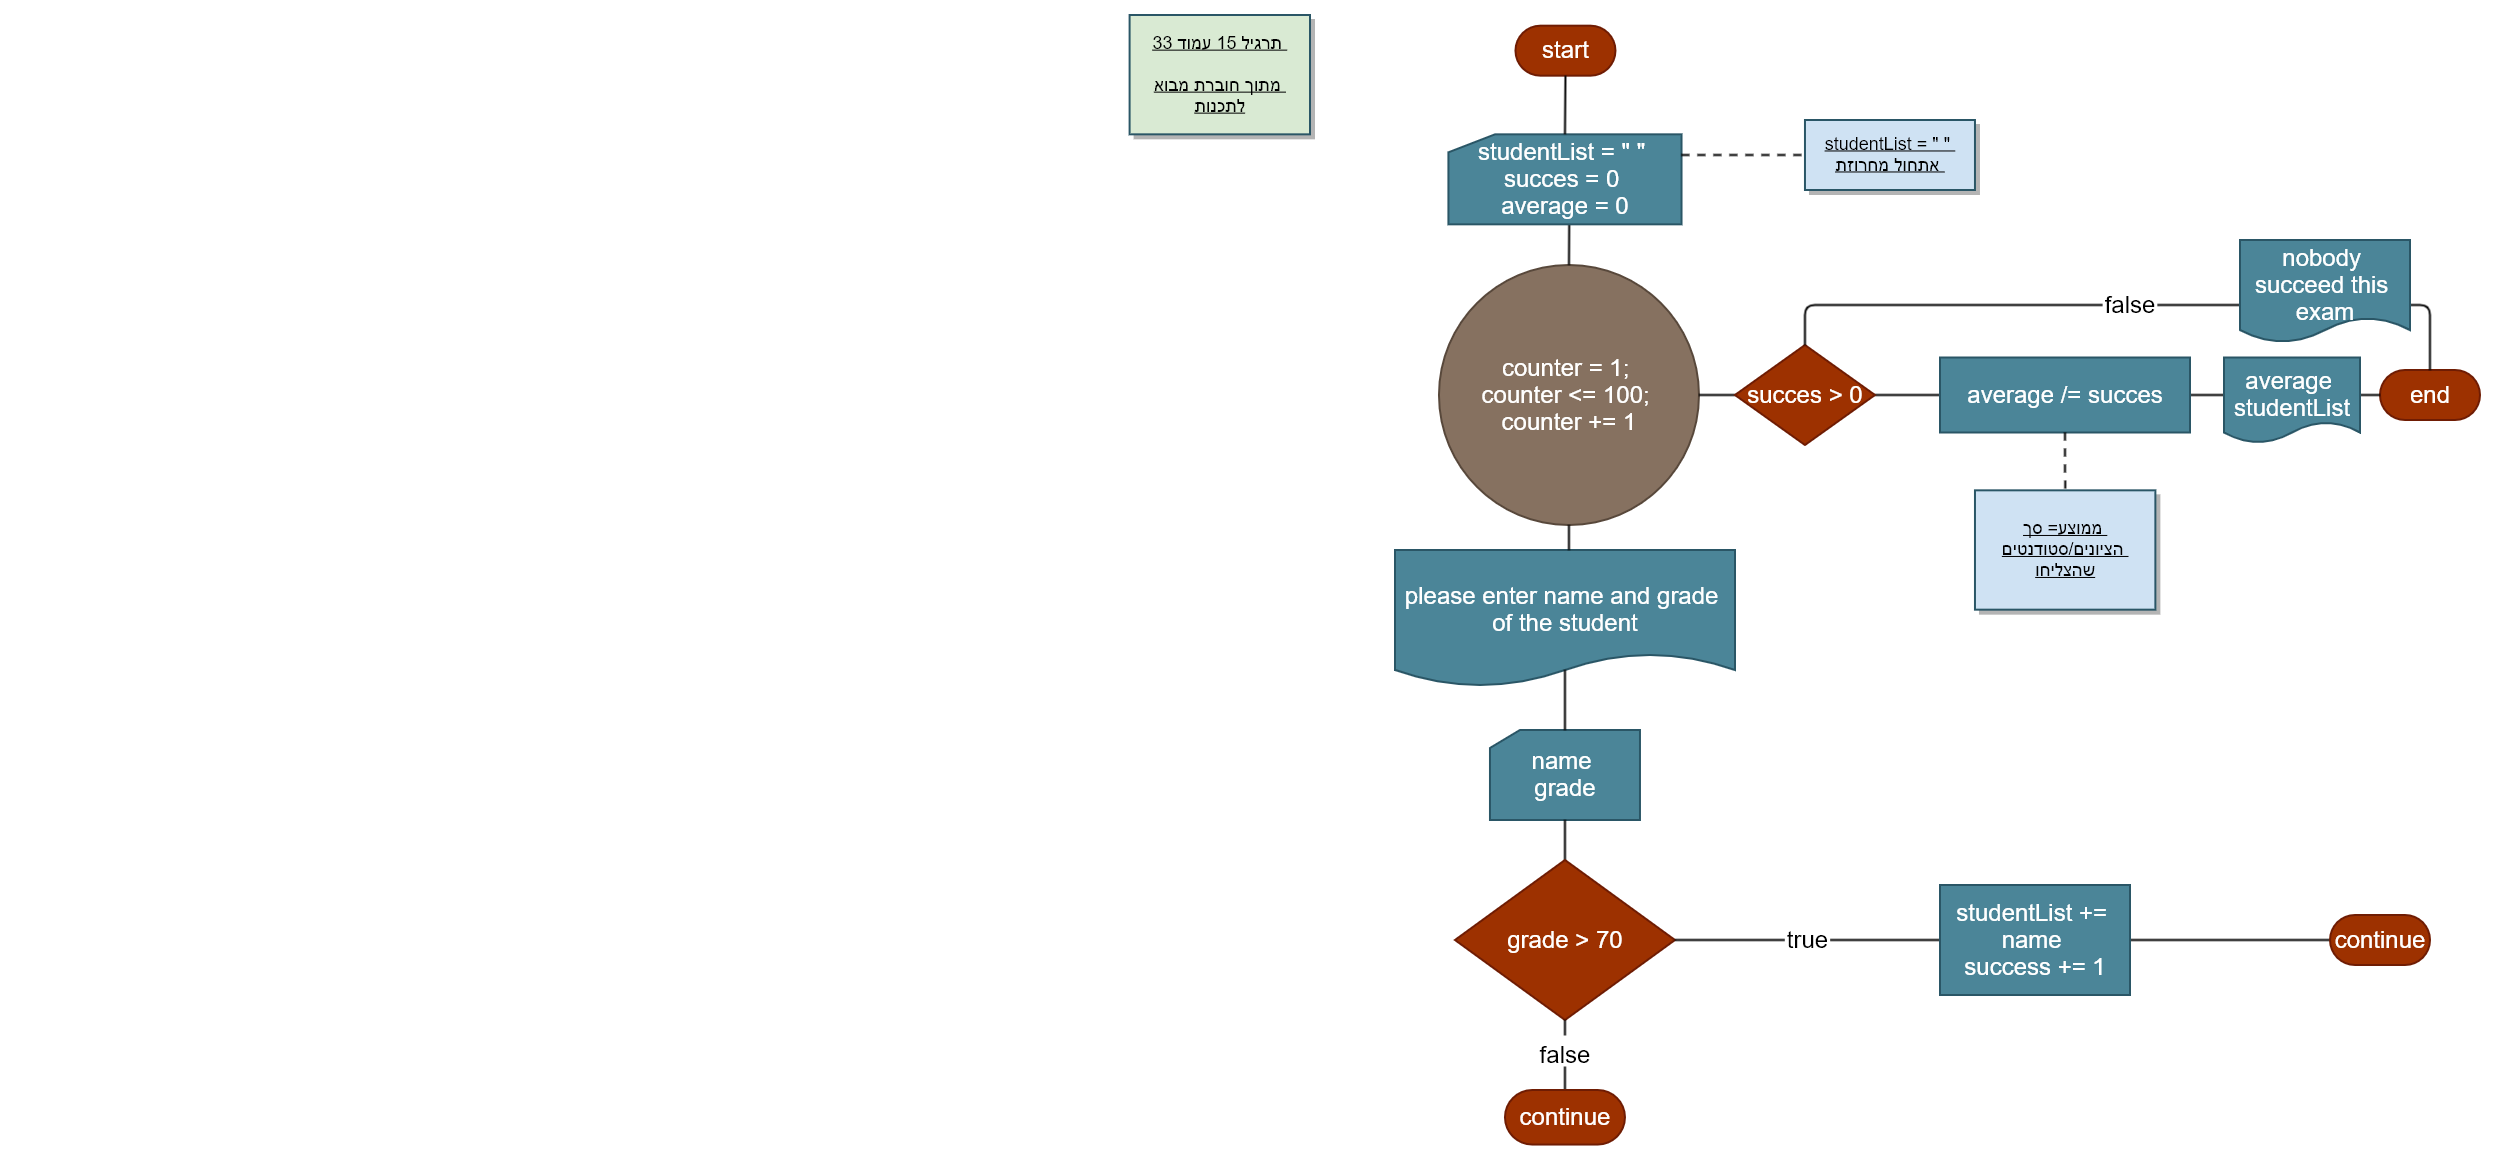 תרגיל 15 עמוד 33
מתוך חוברת מבוא
לתכנות
start
studentList = " "
succes = 0
average = 0
studentList = " "
אתחול מחרוזת
counter = 1;
counter <= 100;
counter += 1
succes > 0
false
nobody
succeed this
exam
average /= succes
average
studentList
end
ממוצע= סך
הציונים/סטודנטים
שהצליחו
please enter name and grade
of the student
name
grade
grade > 70
true
studentList +=
name
success += 1
continue
false
continue